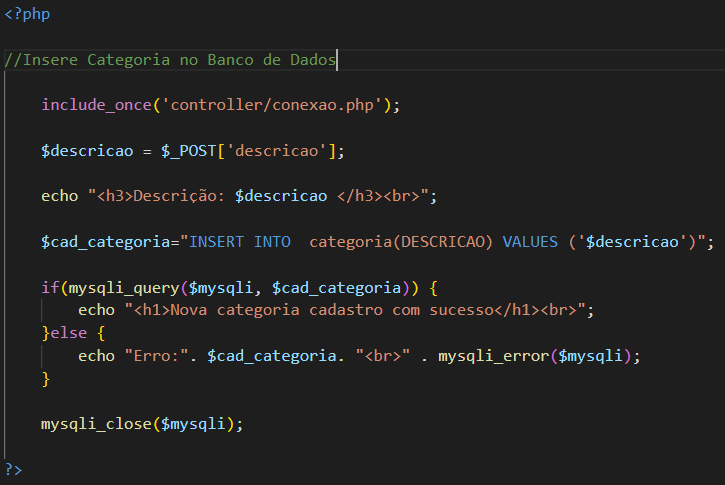 <?php
//Insere Categoria no Banco de Dados
include_once('controller/conexao.php');
$descricao = $_POST['descricao'];
echo "<h3>Descrição: $descricao </h3><br>";
$cad_categoria="INSERT INTO  categoria(DESCRICAO) VALUES ('$descricao')";
if(mysqli_query($mysqli, $cad_categoria)) {
echo "<h1>Nova categoria cadastro com sucesso</h1><br>";
}else {
echo "Erro:". $cad_categoria. "<br>" . mysqli_error($mysqli);
}
mysqli_close($mysqli);
?>